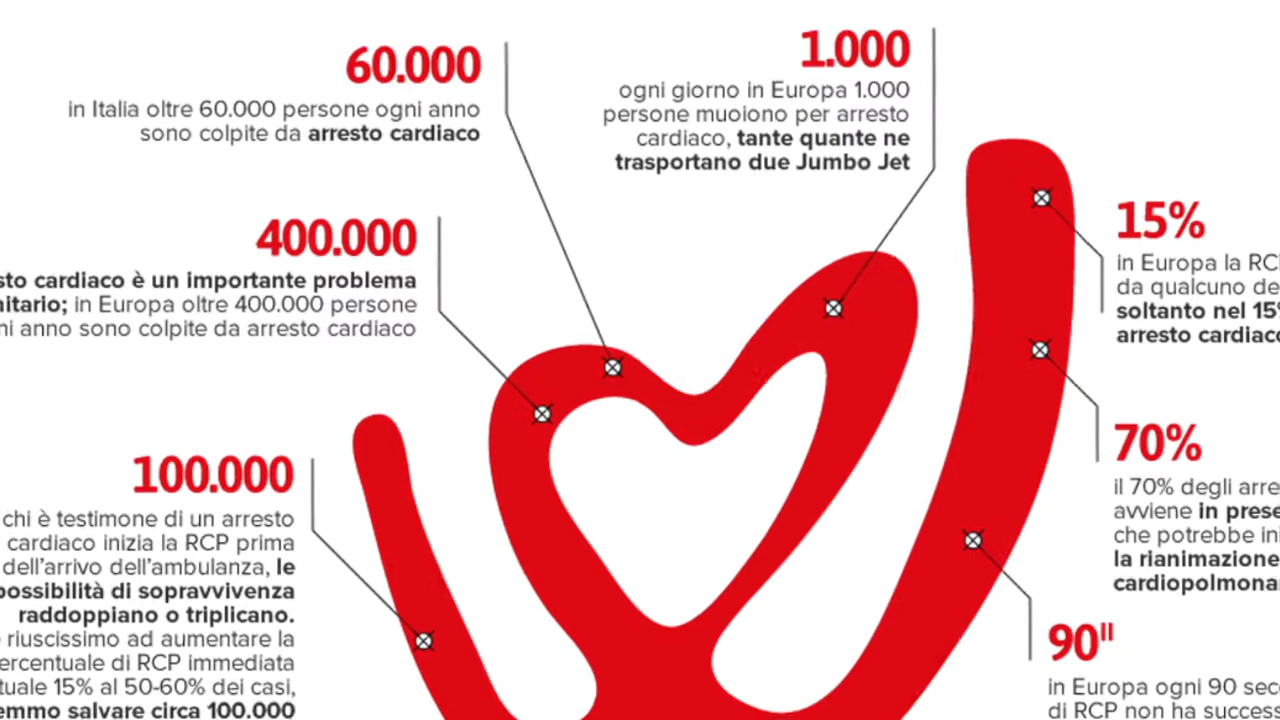 60.000
in Italia oltre 60.000 persone ogni anno
sono colpite da arresto cardiaco
1.000
ogni giorno in Europa 1.000
persone muoiono per arresto
cardiaco, tante quante ne
trasportano due Jumbo Jet
400.000
cardiaco è un importante problema
in Europa oltre 400.000 persone
anno sono colpite da arresto cardiaco
100.000
chi è testimone di un arresto
cardiaco inizia la RCP prima
dell'arrivo dell'ambulanza, le
possibilità di sopravvivenza
raddoppiano o triplicano.
riuscissimo ad aumentare la
di RCP immediata
15% al 50-60% dei casi,
salvare circa 100.000
15%
in Europa la
da qualcuno
soltanto nel
arresto
70%
il 70% degli
avviene in
che potrebbe
la rianimazione
90"
in Europa ogni 90
di RCP non ha